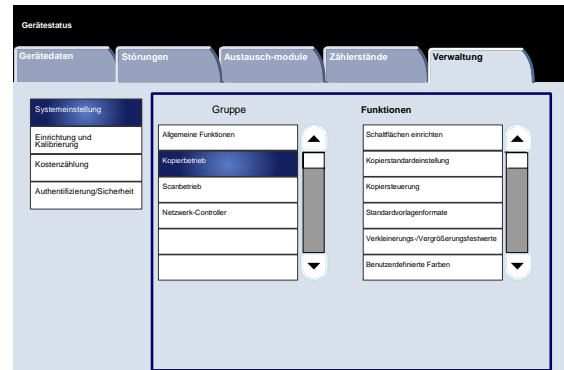 Gerätestatus
Gerätedaten
Störungen
Austausch-module
Zählerstände
Verwaltung
Systemeinstellung
Einrichtung und
Kalibrierung
Kostenzählung
Authentifizierung/Sicherheit
Gruppe
Allgemeine Funktionen
Kopierbetrieb
Scanbetrieb
Netzwerk-Controller
Funktionen
Schaltflächen einrichten
Kopierstandardeinstellung
Kopiersteuerung
Standardvorlagenformate
Verkleinerungs-/Vergrößerungsfestwerte
Benutzerdefinierte Farben